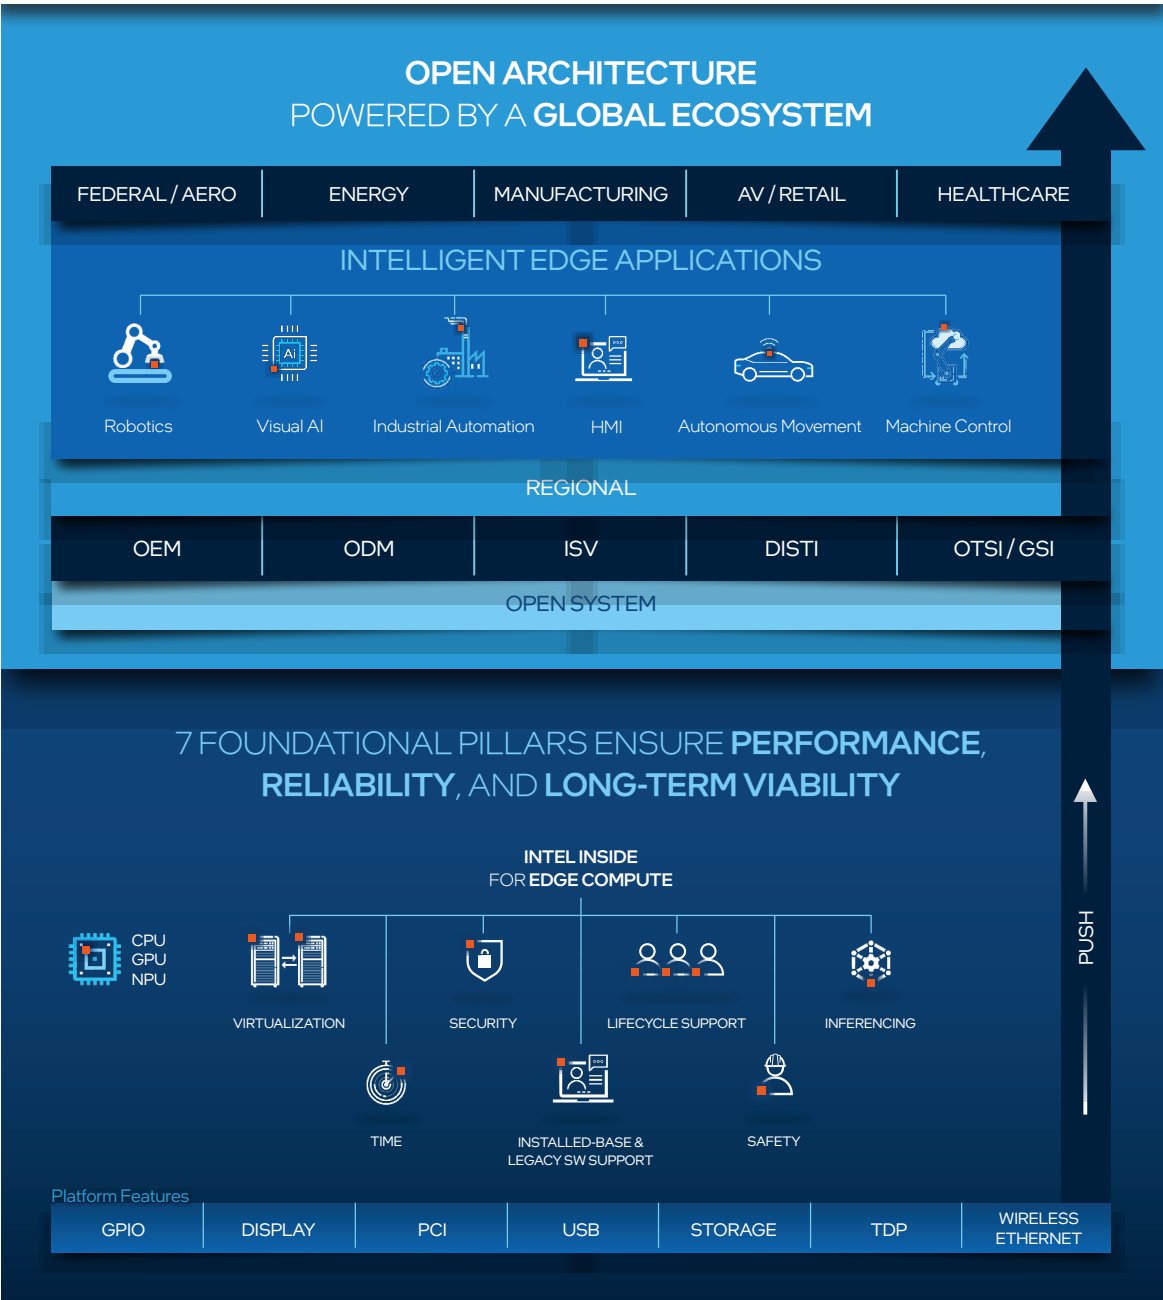 OPEN ARCHITECTURE
POWERED BY A GLOBAL ECOSYSTEM
FEDERAL / AERO
ENERGY
MANUFACTURING
AV / RETAIL
HEALTHCARE
INTELLIGENT EDGE APPLICATIONS
Ai
Robotics
Visual AI
Industrial Automation
HMI
Autonomous Movement
Machine Control
REGIONAL
OEM
ODM
ISV
DISTI
OTSI / GSI
OPEN SYSTEM
7 FOUNDATIONAL PILLARS ENSURE PERFORMANCE,
RELIABILITY, AND LONG-TERM VIABILITY
INTEL INSIDE
FOR EDGE COMPUTE
CPU
GPU
NPU
PUSH
VIRTUALIZATION
SECURITY
LIFECYCLE SUPPORT
INFERENCING
TIME
INSTALLED-BASE &
LEGACY SW SUPPORT
SAFETY
Platform Features
GPIO
DISPLAY
PCI
USB
STORAGE
TDP
WIRELESS
ETHERNET